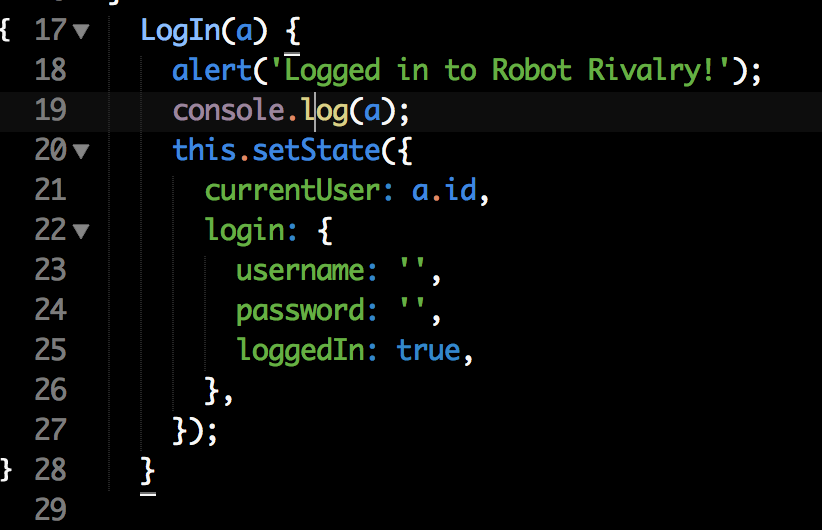 { 17 ▼ LogIn(a) {
18 alert('Logged in to Robot Rivalry!');
19 console.log(a);
20 ▼ this.setState({
21 currentUser: a.id,
22 ▼ login: {
23 username: '',
24 password: '',
25 loggedIn: true,
26 },
27 });
} 28 }
29